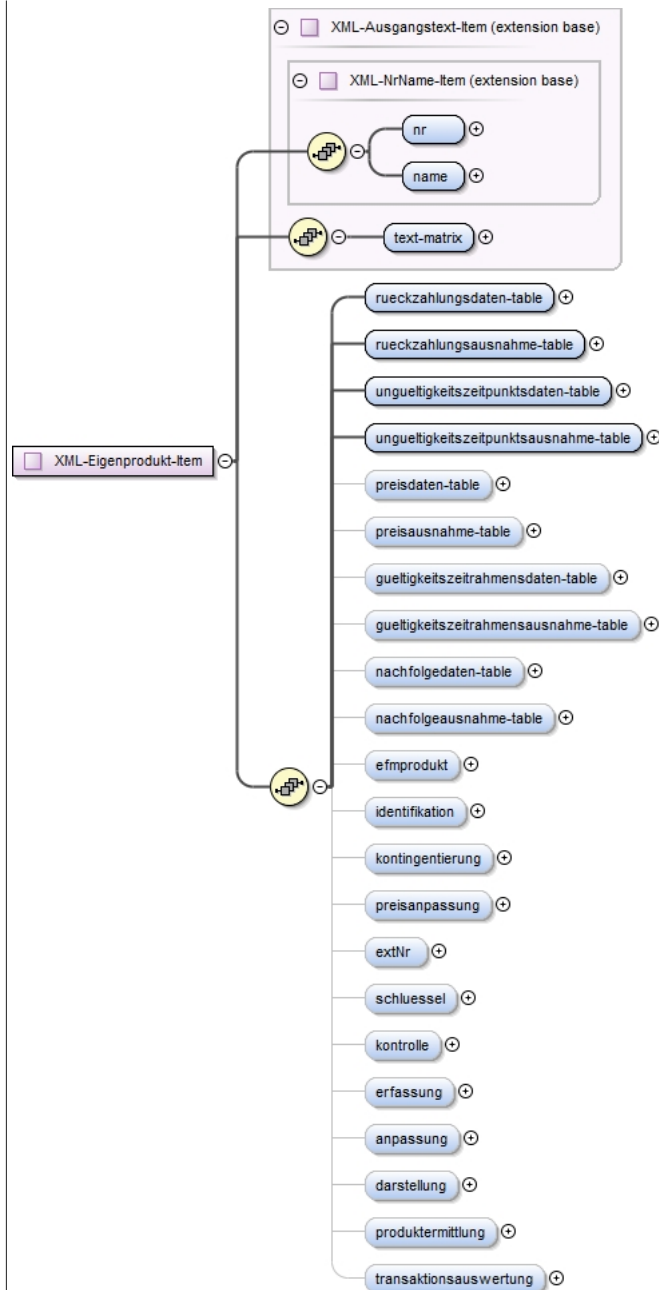 XML-Ausgangstext-Item (extension base)
XML-NrName-Item (extension base)
nr
name
text-matrix
rueckzahlungsdaten-table
rueckzahlungsausnahme-table
ungueltigkeitszeitpunktsdaten-table
ungueltigkeitszeitpunktsausnahme-table
XML-Eigenprodukt-Item
preisdaten-table
preisausnahme-table
gueltigkeitszeitrahmensdaten-table
gueltigkeitszeitrahmensausnahme-table
nachfolgedaten-table
nachfolgeausnahme-table
efmprodukt
identifikation
kontingentierung
preisanpassung
extNr
schluessel
kontrolle
erfassung
anpassung
darstellung
produktermittlung
transaktionsauswertung